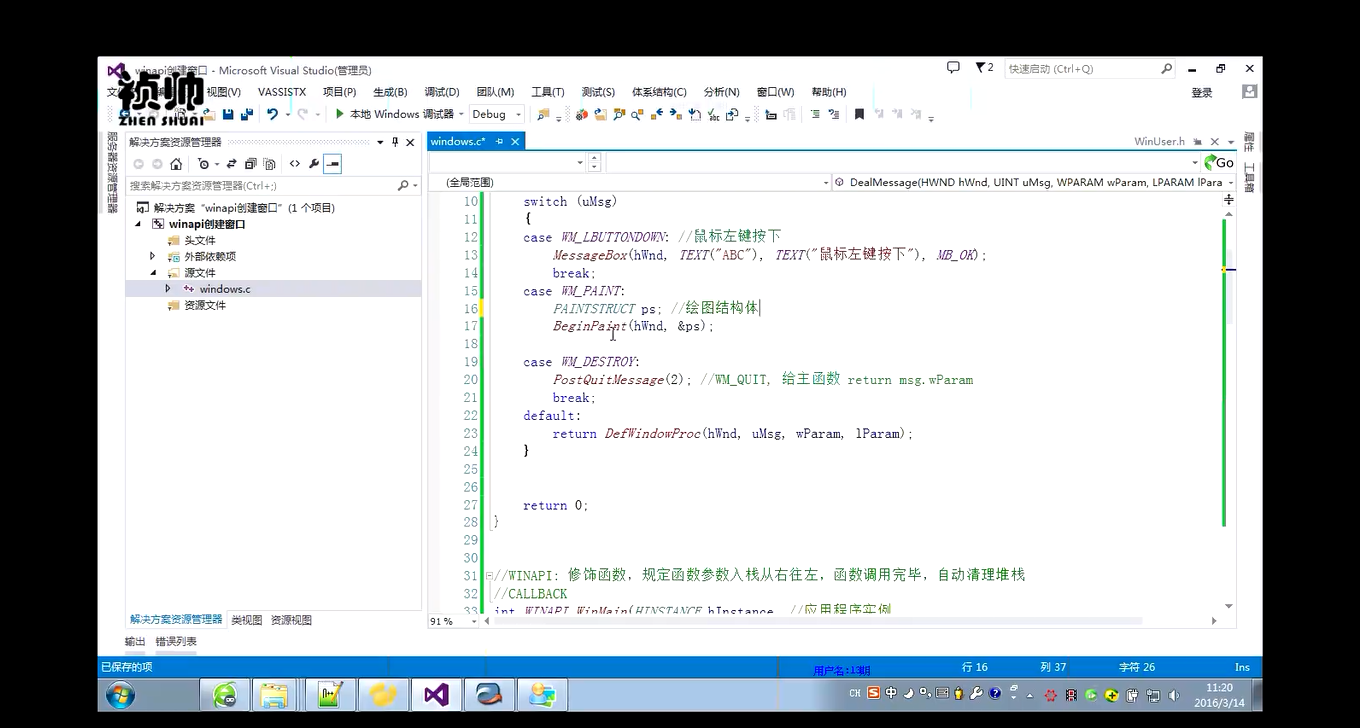 winapi创建窗口 - Microsoft Visual Studio(管理员)
2
快速启动 (Ctrl+Q)
祯帅
ZHEN SHUAI
视图(V) VASSISTX 项目(P) 生成(B) 调试(D) 团队(M) 工具(T) 测试(S) 体系结构(C) 分析(N) 窗口(W) 帮助(H)
登录
本地 Windows 调试器 Debug
服务器资源管理器
解决方案资源管理器
搜索解决方案资源管理器(Ctrl+;)
解决方案 "winapi创建窗口" (1 个项目)
winapi创建窗口
头文件
外部依赖项
源文件
windows.c
资源文件
解决方案资源管理器 类视图 资源视图
windows.c*
WinUser.h
Go
(全局范围)
DealMessage(HWND hWnd, UINT uMsg, WPARAM wParam, LPARAM lPara
10 switch (uMsg)
11 {
12 case WM_LBUTTONDOWN: //鼠标左键按下
13 MessageBox(hWnd, TEXT("ABC"), TEXT("鼠标左键按下"), MB_OK);
14 break;
15 case WM_PAINT:
16 PAINTSTRUCT ps; //绘图结构体
17 BeginPaint(hWnd, &ps);
18
19 case WM_DESTROY:
20 PostQuitMessage(2); //WM_QUIT, 给主函数 return msg.wParam
21 break;
22 default:
23 return DefWindowProc(hWnd, uMsg, wParam, lParam);
24 }
25
26
27 return 0;
28 }
29
30
31 //WINAPI: 修饰函数，规定函数参数入栈从右往左，函数调用完毕，自动清理堆栈
32 //CALLBACK
33 int WINAPI WinMain(HINSTANCE hInstance, //应用程序实例
91 %
属性
工具箱
输出 错误列表
已保存的项
用户名:13期
行 16 列 37 字符 26 Ins
CH
中
11:20
2016/3/14